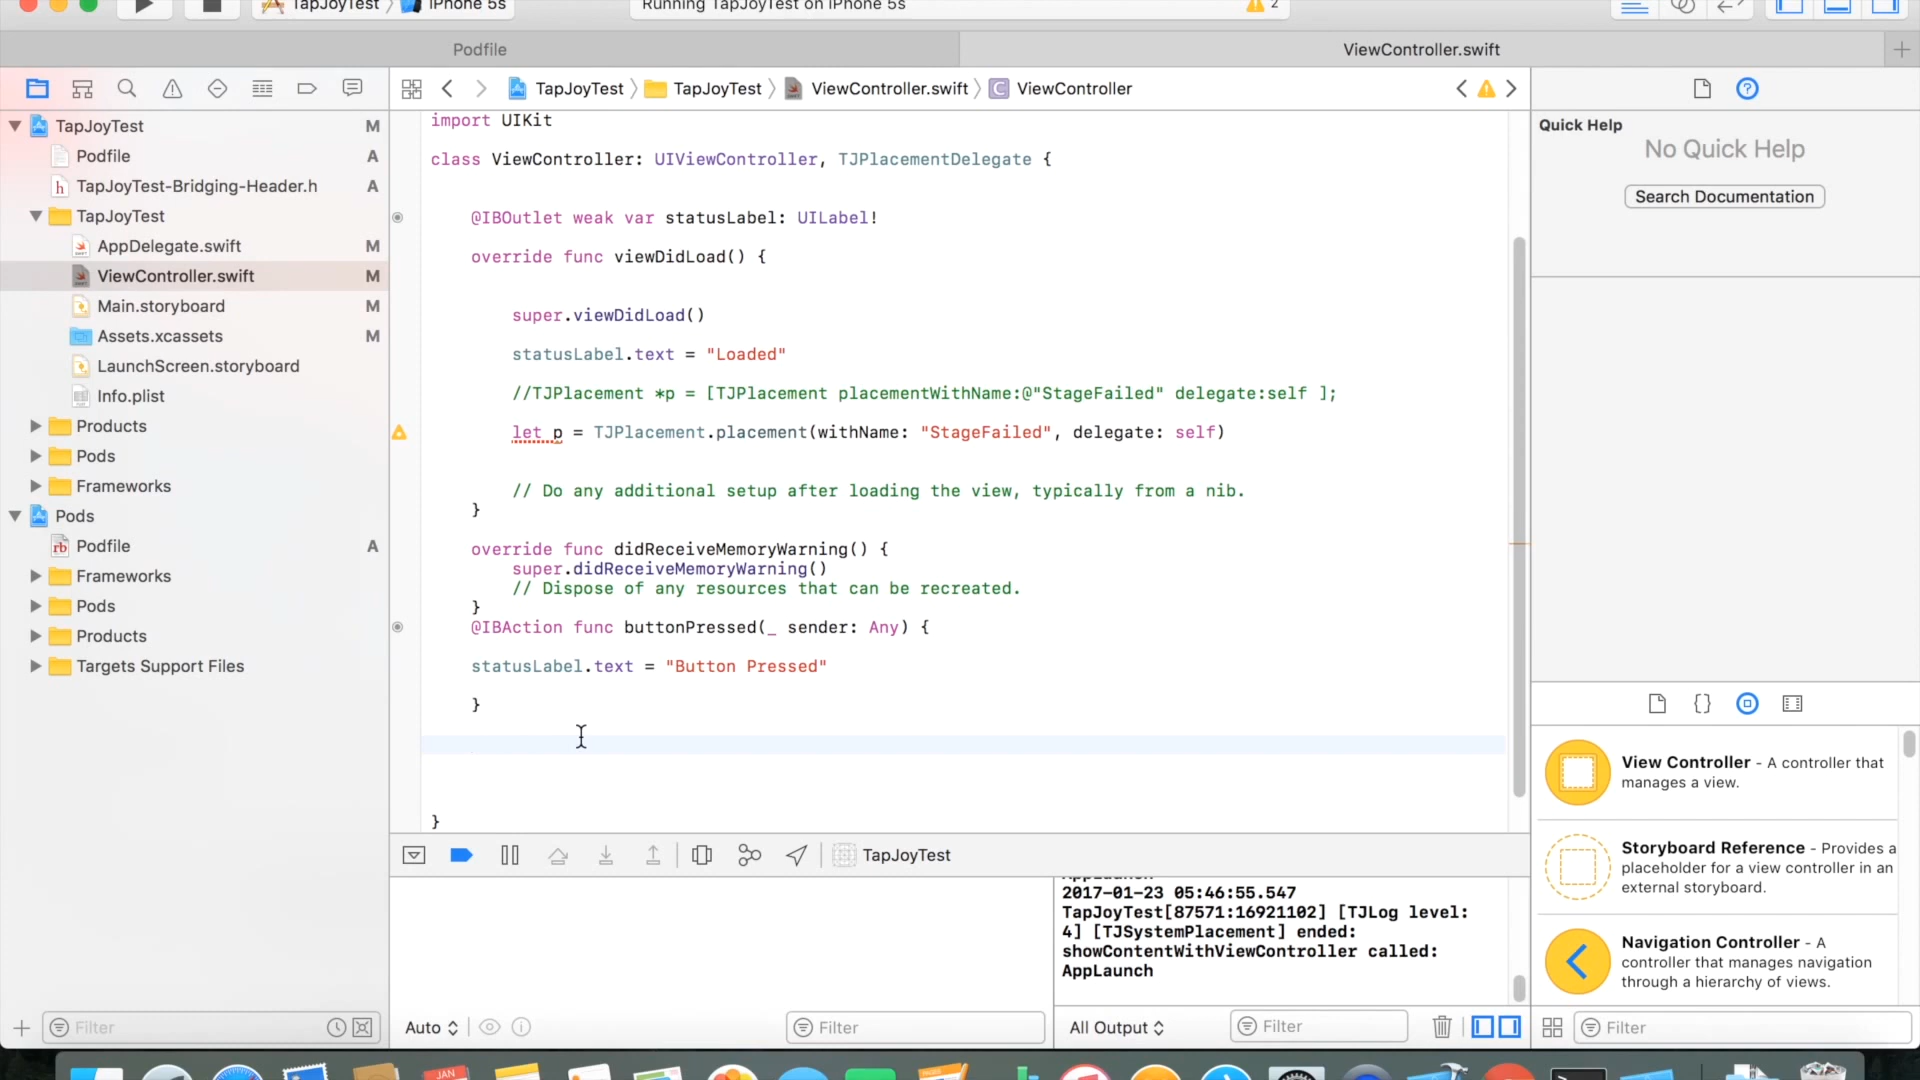 TapJoyTest
iPhone 5s
Running TapJoyTest on iPhone 5s
2
Podfile
ViewController.swift
TapJoyTest
TapJoyTest
ViewController.swift
ViewController
TapJoyTest M
Podfile A
h TapJoyTest-Bridging-Header.h A
TapJoyTest
AppDelegate.swift M
ViewController.swift M
Main.storyboard M
Assets.xcassets M
LaunchScreen.storyboard
Info.plist
Products
Pods
Frameworks
Pods
rb Podfile A
Frameworks
Pods
Products
Targets Support Files
Filter
import UIKit
class ViewController: UIViewController, TJPlacementDelegate {
@IBOutlet weak var statusLabel: UILabel!
override func viewDidLoad() {
super.viewDidLoad()
statusLabel.text = "Loaded"
//TJPlacement *p = [TJPlacement placementWithName:@"StageFailed" delegate:self ];
let p = TJPlacement.placement(withName: "StageFailed", delegate: self)
// Do any additional setup after loading the view, typically from a nib.
}
override func didReceiveMemoryWarning() {
super.didReceiveMemoryWarning()
// Dispose of any resources that can be recreated.
}
@IBAction func buttonPressed(_ sender: Any) {
statusLabel.text = "Button Pressed"
}
}
TapJoyTest
AppLaunch
2017-01-23 05:46:55.547
TapJoyTest[87571:16921102] [TJLog level:
4] [TJSystemPlacement] ended:
showContentWithViewController called:
AppLaunch
Auto
Filter
All Output
Filter
Quick Help
No Quick Help
Search Documentation
View Controller - A controller that
manages a view.
Storyboard Reference - Provides a
placeholder for a view controller in an
external storyboard.
Navigation Controller - A
controller that manages navigation
through a hierarchy of views.
Filter
JAN